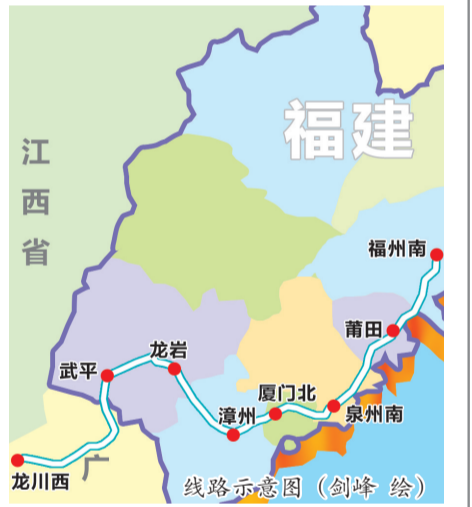 福建
江西省
福州南
莆田
龙岩
武平
厦门北
漳州
泉州南
广
龙川西
线路示意图（剑峰 绘）